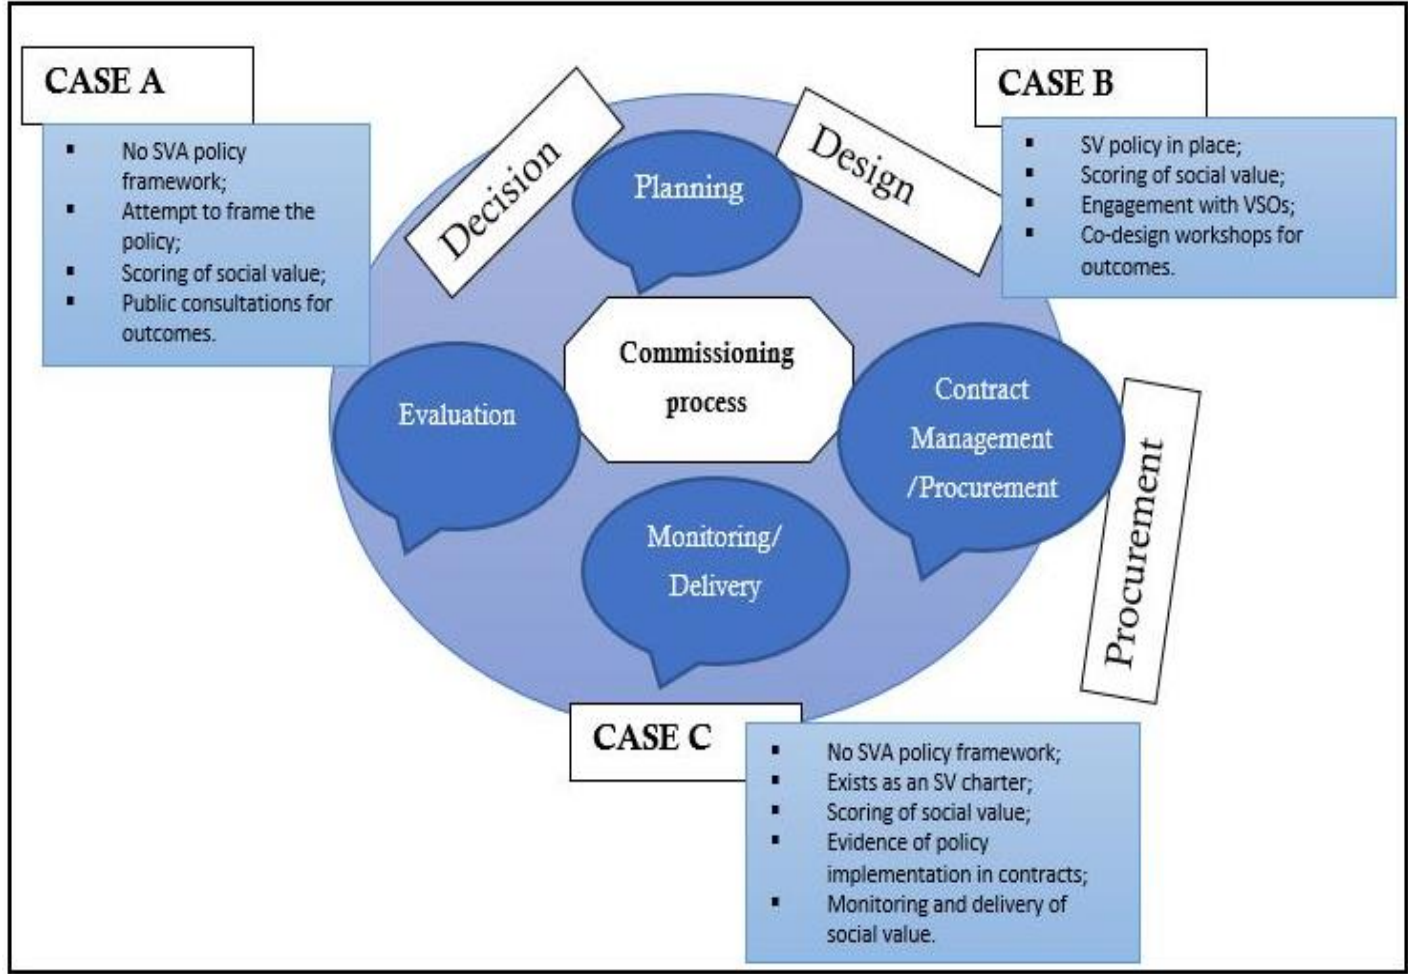 CASE A
▪ No SVA policy
framework;
▪ Attempt to frame the
policy;
▪ Scoring of social value;
▪ Public consultations for
outcomes.
Decision
Planning
Design
CASE B
▪ SV policy in place;
▪ Scoring of social value;
▪ Engagement with VSOs;
▪ Co-design workshops for
outcomes.
Commissioning
process
Evaluation
Contract
Management
/Procurement
Procurement
Monitoring/
Delivery
CASE C
▪ No SVA policy framework;
▪ Exists as an SV charter;
▪ Scoring of social value;
▪ Evidence of policy
implementation in contracts;
▪ Monitoring and delivery of
social value.